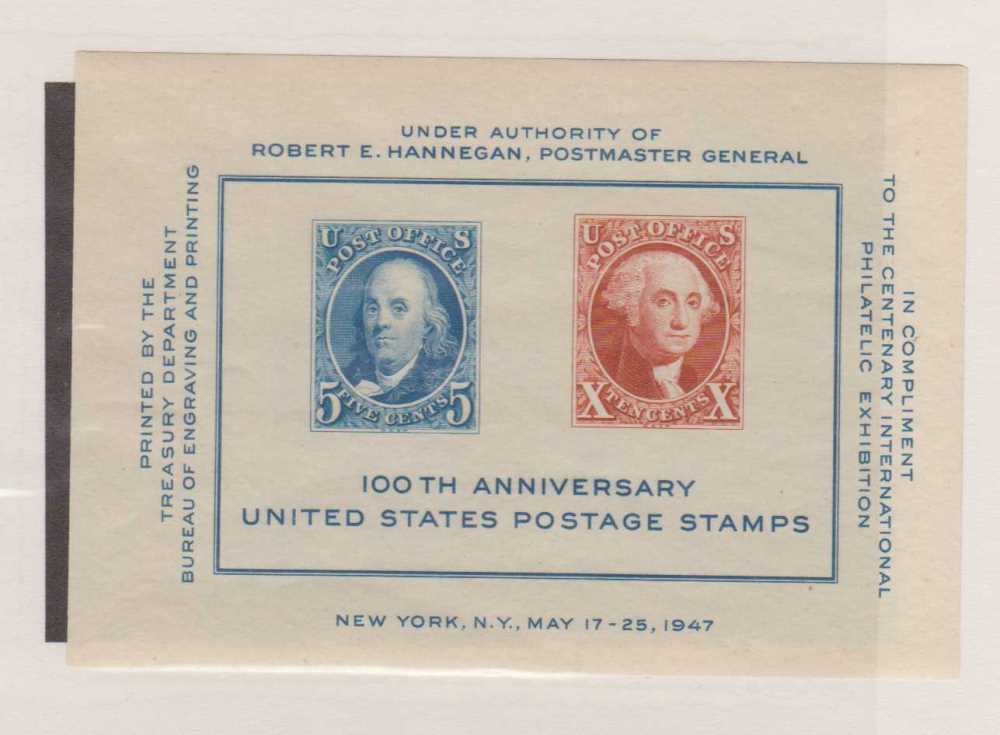 UNDER AUTHORITY OF
ROBERT E. HANNEGAN, POSTMASTER GENERAL
PRINTED BY THE
TREASURY DEPARTMENT
BUREAU OF ENGRAVING AND PRINTING
U S
POST OFFICE
5 FIVE CENTS 5
U S
POST OFFICE
X TEN CENTS X
100TH ANNIVERSARY
UNITED STATES POSTAGE STAMPS
IN COMPLIMENT
TO THE CENTENARY INTERNATIONAL
PHILATELIC EXHIBITION
NEW YORK, N.Y., MAY 17-25, 1947